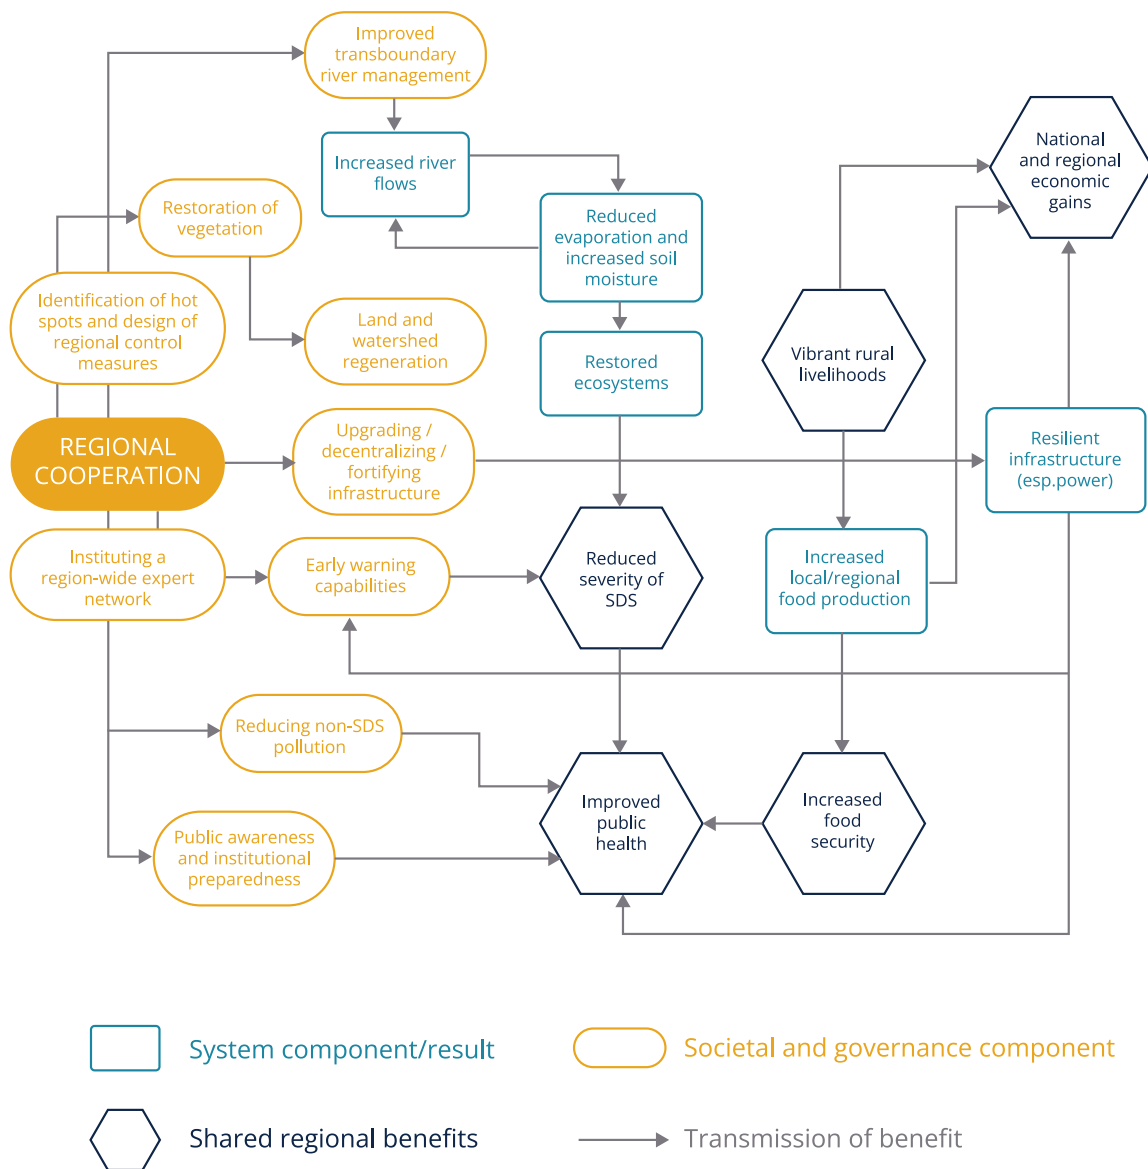 Improved
transboundary
river management
Increased river
flows
National
and regional
economic
gains
Restoration of
vegetation
Reduced
evaporation and
increased soil
moisture
Identification of hot
spots and design of
regional control
measures
Land and
watershed
regeneration
Restored
ecosystems
Vibrant rural
livelihoods
REGIONAL
COOPERATION
Upgrading /
decentralizing /
fortifying
infrastructure
Resilient
infrastructure
(esp.power)
Instituting a
region-wide expert
network
Early warning
capabilities
Reduced
severity of
SDS
Increased
local/regional
food production
Reducing non-SDS
pollution
Public awareness
and institutional
preparedness
Improved
public
health
Increased
food
security
System component/result
Societal and governance component
Shared regional benefits
Transmission of benefit